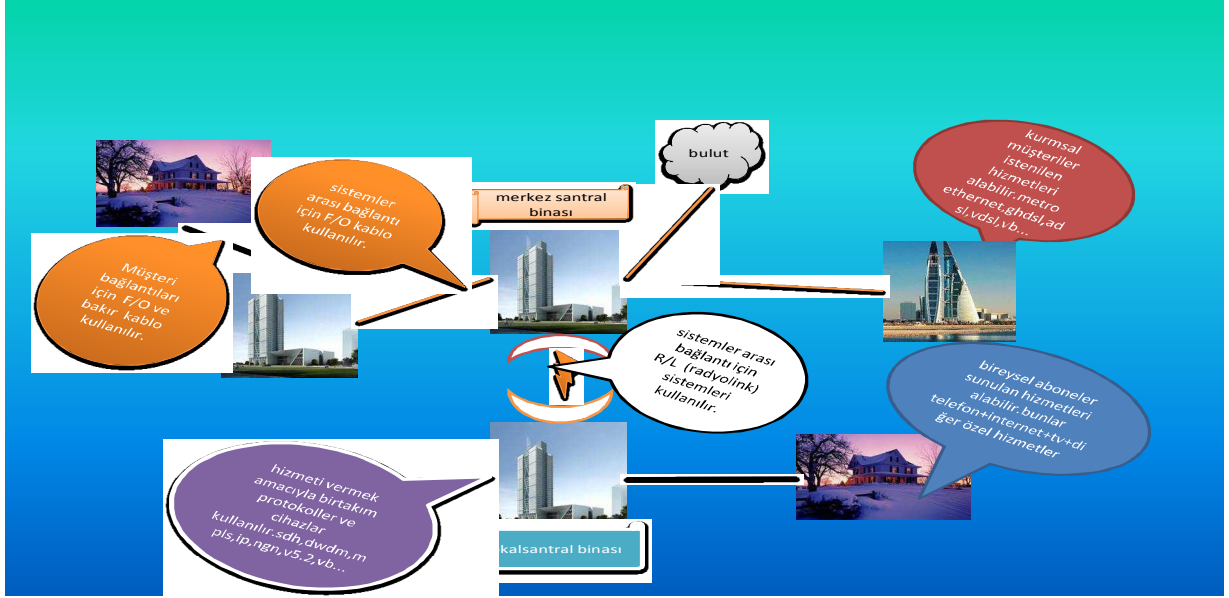 bulut
kurmsal
müşteriler
istenilen
hizmetleri
alabilir.metro
ethernet,ghdsl,ad
sl,vdsl,vb...
sistemler
arası bağlantı
için F/O kablo
kullanılır.
merkez santral
binası
Müşteri
bağlantıları
için F/O ve
bakır kablo
kullanılır.
sistemler arası
bağlantı için
R/L (radyolink)
sistemleri
kullanılır.
bireysel aboneler
sunulan hizmetleri
alabilir.bunlar
telefon+internet+tv+di
ğer özel hizmetler
hizmeti vermek
amacıyla birtakım
protokoller ve
cihazlar
kullanılır.sdh,dwdm,m
pls,ip,ngn,v5.2,vb...
kalsantral binası